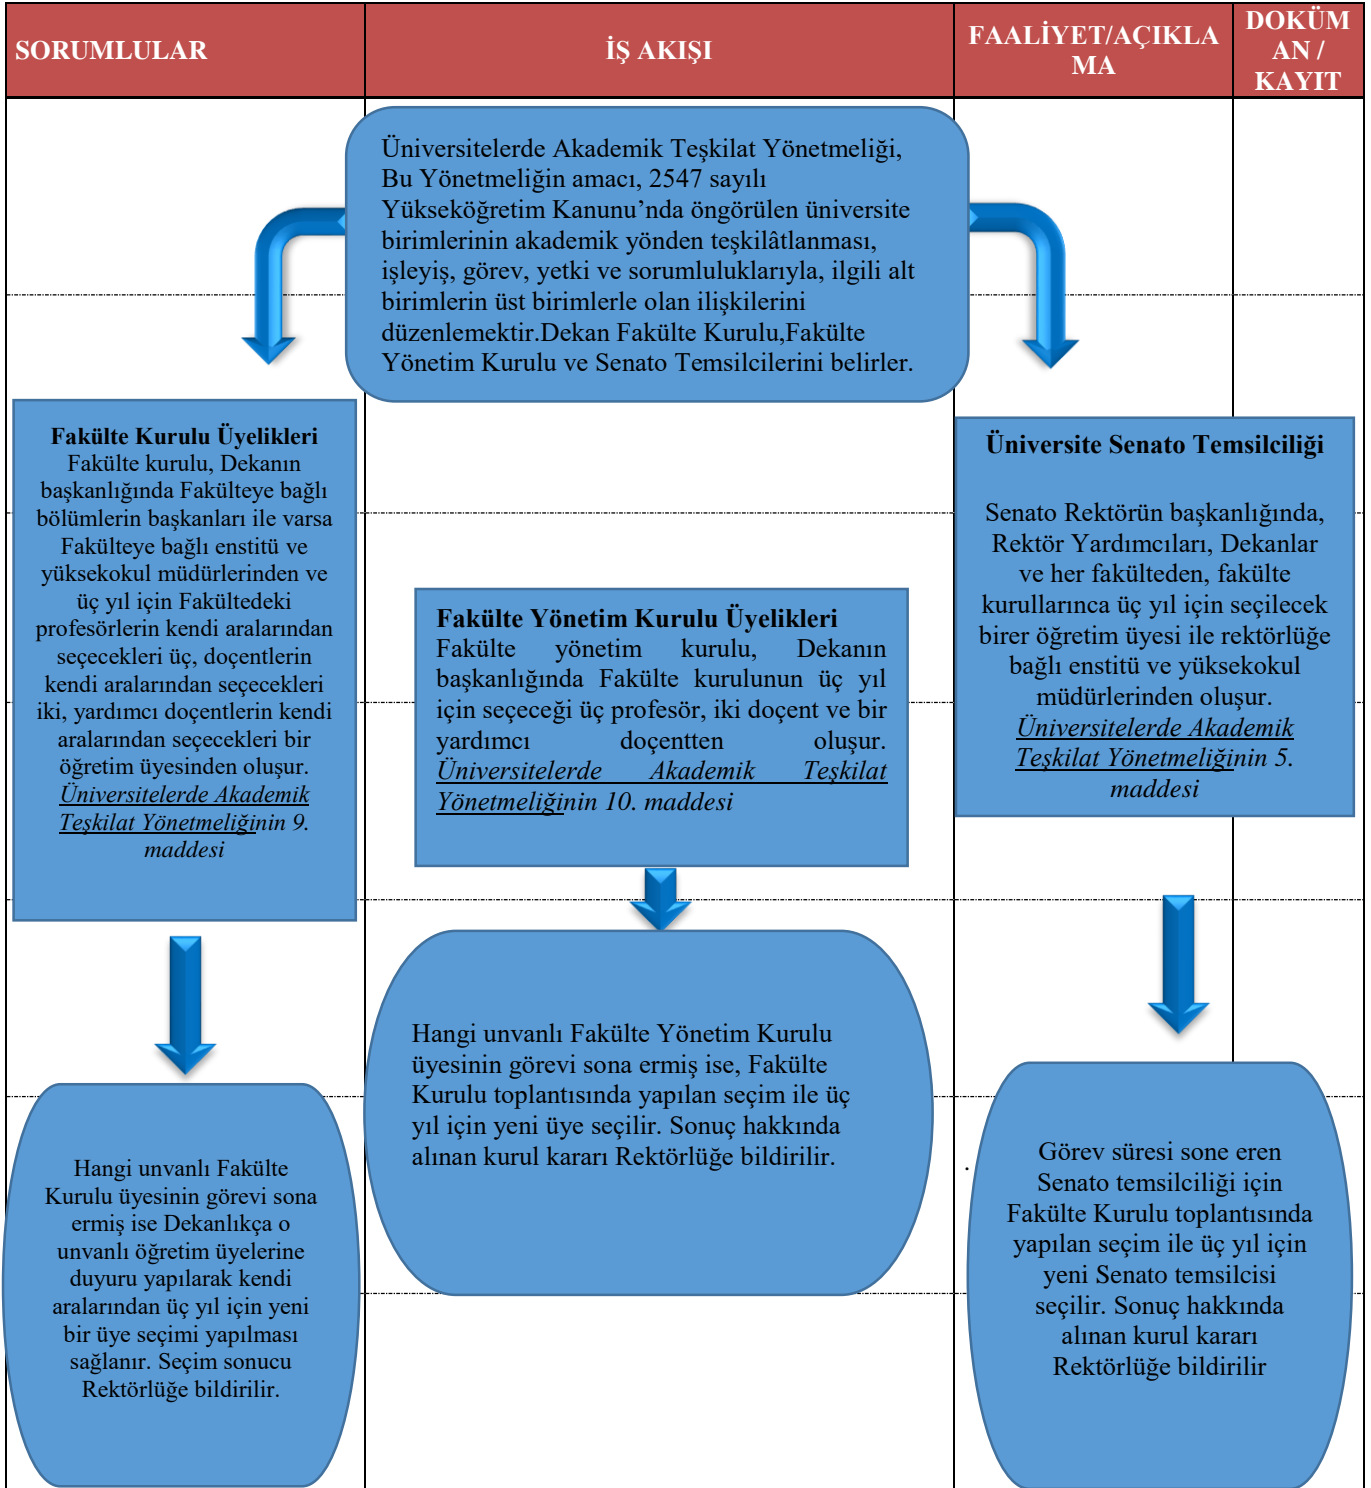 SORUMLULAR
İŞ AKIŞI
FAALİYET/AÇIKLA
MA
DOKÜM
AN /
KAYIT
Üniversitelerde Akademik Teşkilat Yönetmeliği,
Bu Yönetmeliğin amacı, 2547 sayılı
Yükseköğretim Kanunu’nda öngörülen üniversite
birimlerinin akademik yönden teşkilâtlanması,
işleyiş, görev, yetki ve sorumluluklarıyla, ilgili alt
birimlerin üst birimlerle olan ilişkilerini
düzenlemektir.Dekan Fakülte Kurulu,Fakülte
Yönetim Kurulu ve Senato Temsilcilerini belirler.
Fakülte Kurulu Üyelikleri
Fakülte kurulu, Dekanın
başkanlığında Fakülteye bağlı
bölümlerin başkanları ile varsa
Fakülteye bağlı enstitü ve
yüksekokul müdürlerinden ve
üç yıl için Fakültedeki
profesörlerin kendi aralarından
seçecekleri üç, doçentlerin
kendi aralarından seçecekleri
iki, yardımcı doçentlerin kendi
aralarından seçecekleri bir
öğretim üyesinden oluşur.
Üniversitelerde Akademik
Teşkilat Yönetmeliğinin 9.
maddesi
Fakülte Yönetim Kurulu Üyelikleri
Fakülte yönetim kurulu, Dekanın
başkanlığında Fakülte kurulunun üç yıl
için seçeceği üç profesör, iki doçent ve bir
yardımcı doçentten oluşur.
Üniversitelerde Akademik Teşkilat
Yönetmeliğinin 10. maddesi
Üniversite Senato Temsilciliği
Senato Rektörün başkanlığında,
Rektör Yardımcıları, Dekanlar
ve her fakülteden, fakülte
kurullarınca üç yıl için seçilecek
birer öğretim üyesi ile rektörlüğe
bağlı enstitü ve yüksekokul
müdürlerinden oluşur.
Üniversitelerde Akademik
Teşkilat Yönetmeliğinin 5.
maddesi
Hangi unvanlı Fakülte
Kurulu üyesinin görevi sona
ermiş ise Dekanlıkça o
unvanlı öğretim üyelerine
duyuru yapılarak kendi
aralarından üç yıl için yeni
bir üye seçimi yapılması
sağlanır. Seçim sonucu
Rektörlüğe bildirilir.
Hangi unvanlı Fakülte Yönetim Kurulu
üyesinin görevi sona ermiş ise, Fakülte
Kurulu toplantısında yapılan seçim ile üç
yıl için yeni üye seçilir. Sonuç hakkında
alınan kurul kararı Rektörlüğe bildirilir.
.
Görev süresi sone eren
Senato temsilciliği için
Fakülte Kurulu toplantısında
yapılan seçim ile üç yıl için
yeni Senato temsilcisi
seçilir. Sonuç hakkında
alınan kurul kararı
Rektörlüğe bildirilir